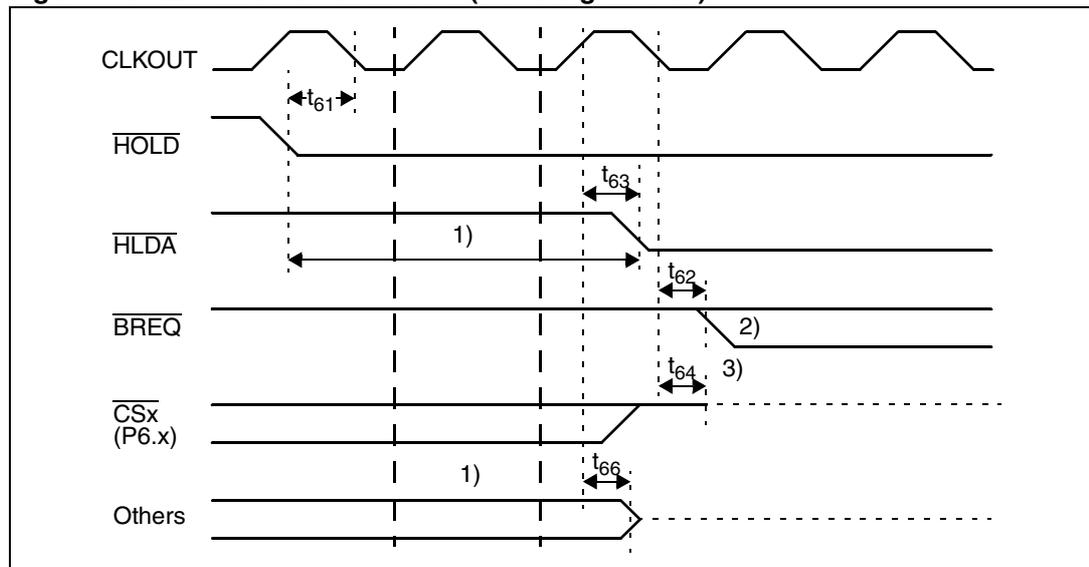 CLKOUT
t61
HOLD
t63
HLDA
1)
t62
BREQ
2)
t64
3)
CSx
(P6.x)
t66
1)
Others